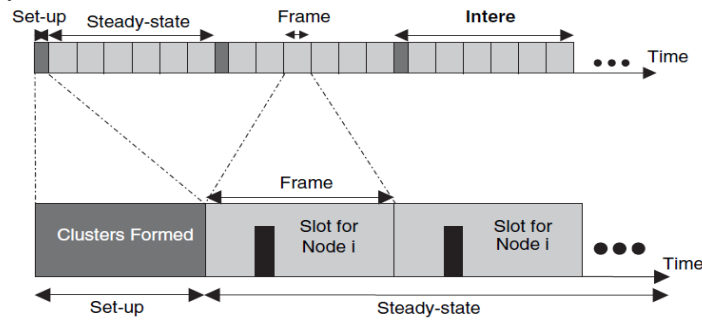 Set-up
Steady-state
Frame
Intere
Time
Frame
Clusters Formed
Slot for
Node i
Slot for
Node i
Time
Set-up
Steady-state